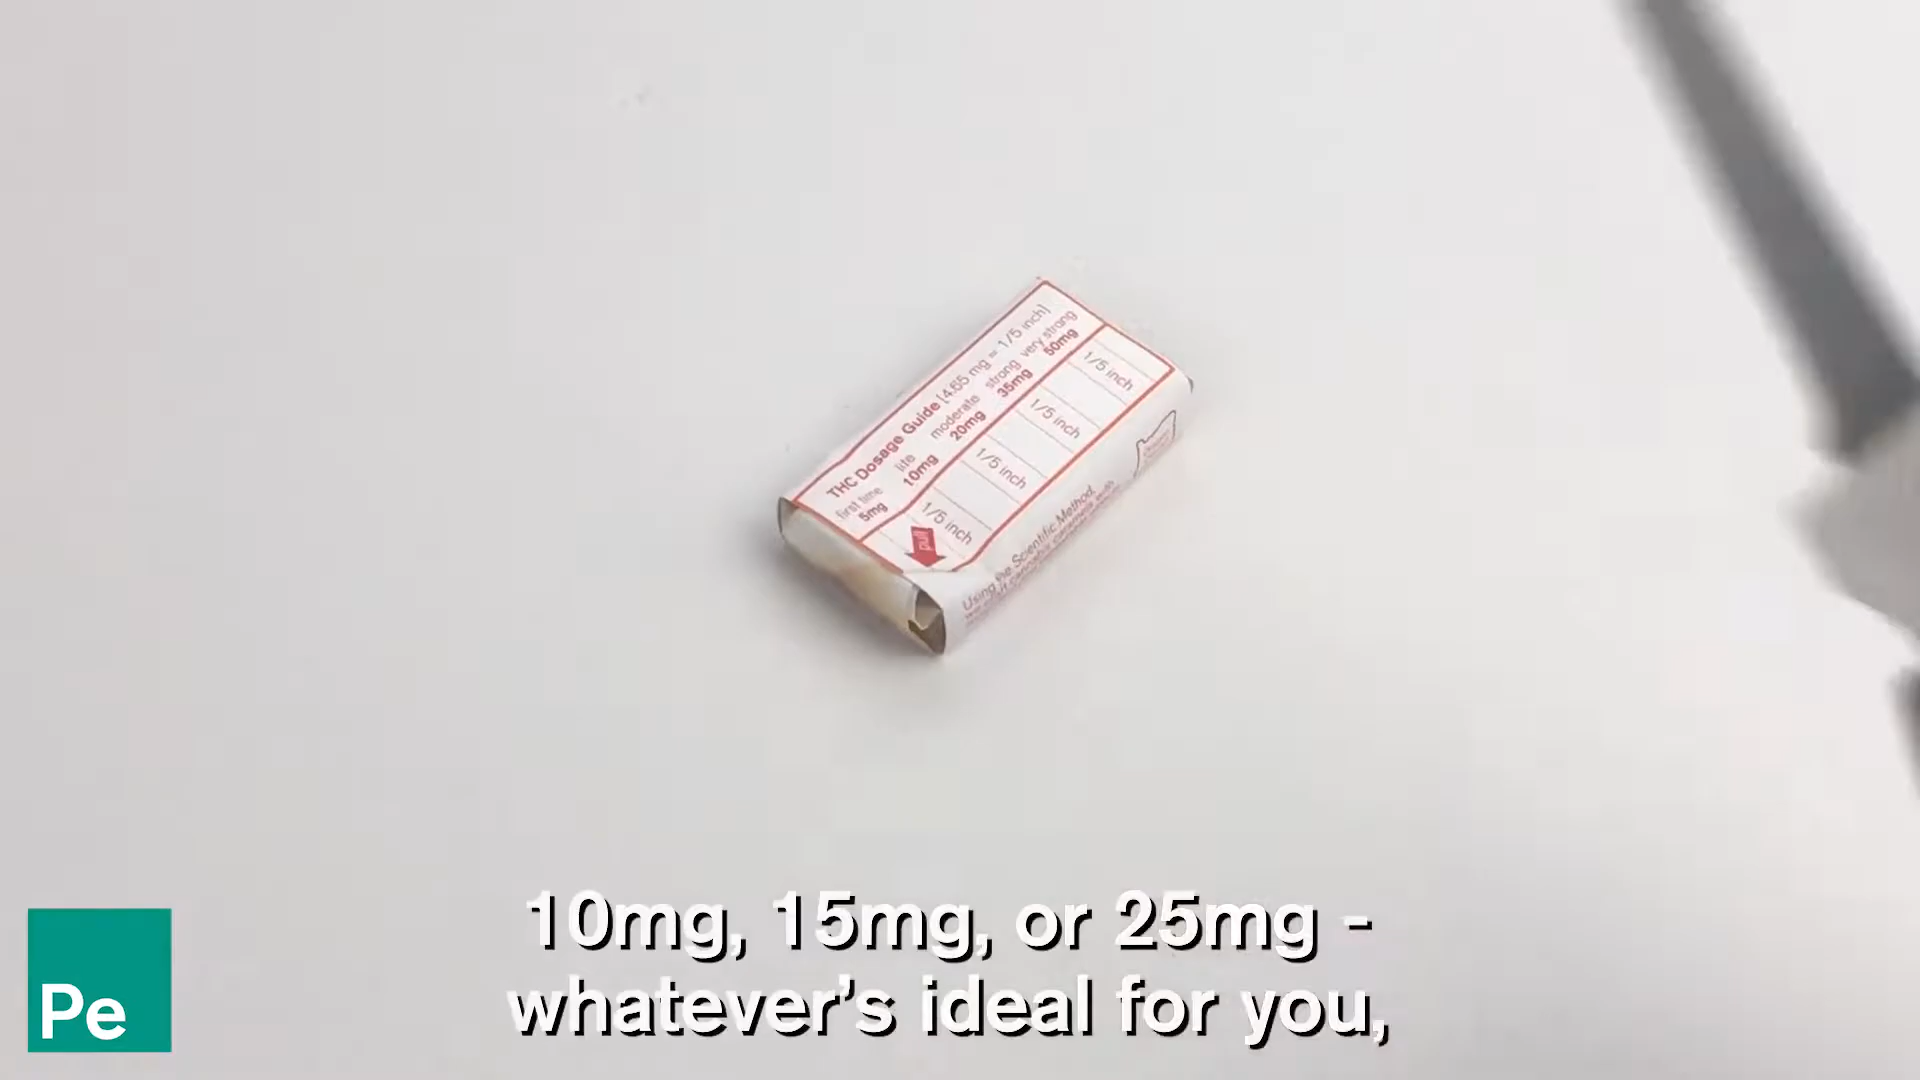 THC Dosage Guide [4.65 mg = 1/5 inch]
first time lite moderate strong very strong
5mg 10mg 20mg 35mg 50mg
1/5 inch
1/5 inch
1/5 inch
1/5 inch
pull
Using the Scientific Method,
10mg, 15mg, or 25mg -
whatever's ideal for you,
Pe